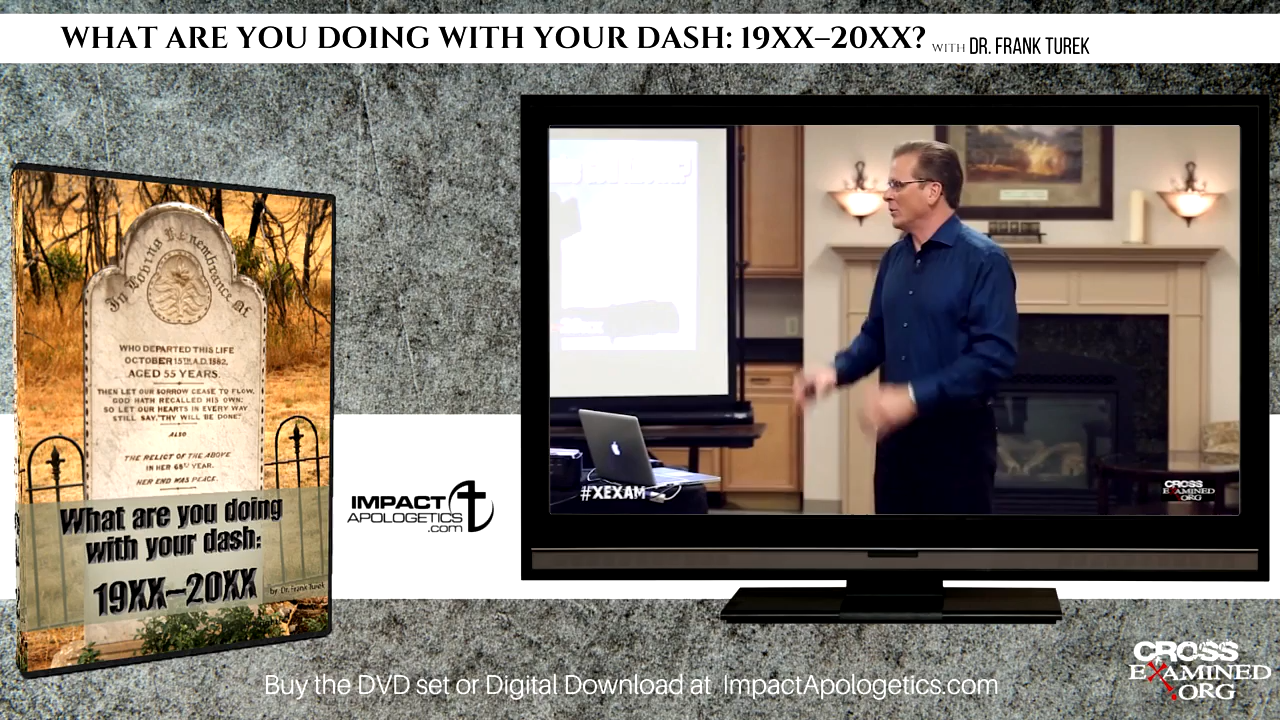 WHAT ARE YOU DOING WITH YOUR DASH: 19XX–20XX? WITH DR. FRANK TUREK
In Loving Remembrance Of
WHO DEPARTED THIS LIFE
OCTOBER 15TH A.D. 1882,
AGED 55 YEARS.
THEN LET OUR SORROW CEASE TO FLOW,
GOD HATH RECALLED HIS OWN:
SO LET OUR HEARTS IN EVERY WAY
STILL SAY, "THY WILL BE DONE".
ALSO
THE RELICT OF THE ABOVE
IN HER 65
YEAR.
HER END WAS PEACE.
What are you doing
with your dash:
19XX–20XX
by Dr. Frank Turek
IMPACT
APOLOGETICS
.com
#XEXAM
CROSS
EXAMINED
.ORG
Buy the DVD set or Digital Download at ImpactApologetics.com
CROSS
EXAMINED
.ORG